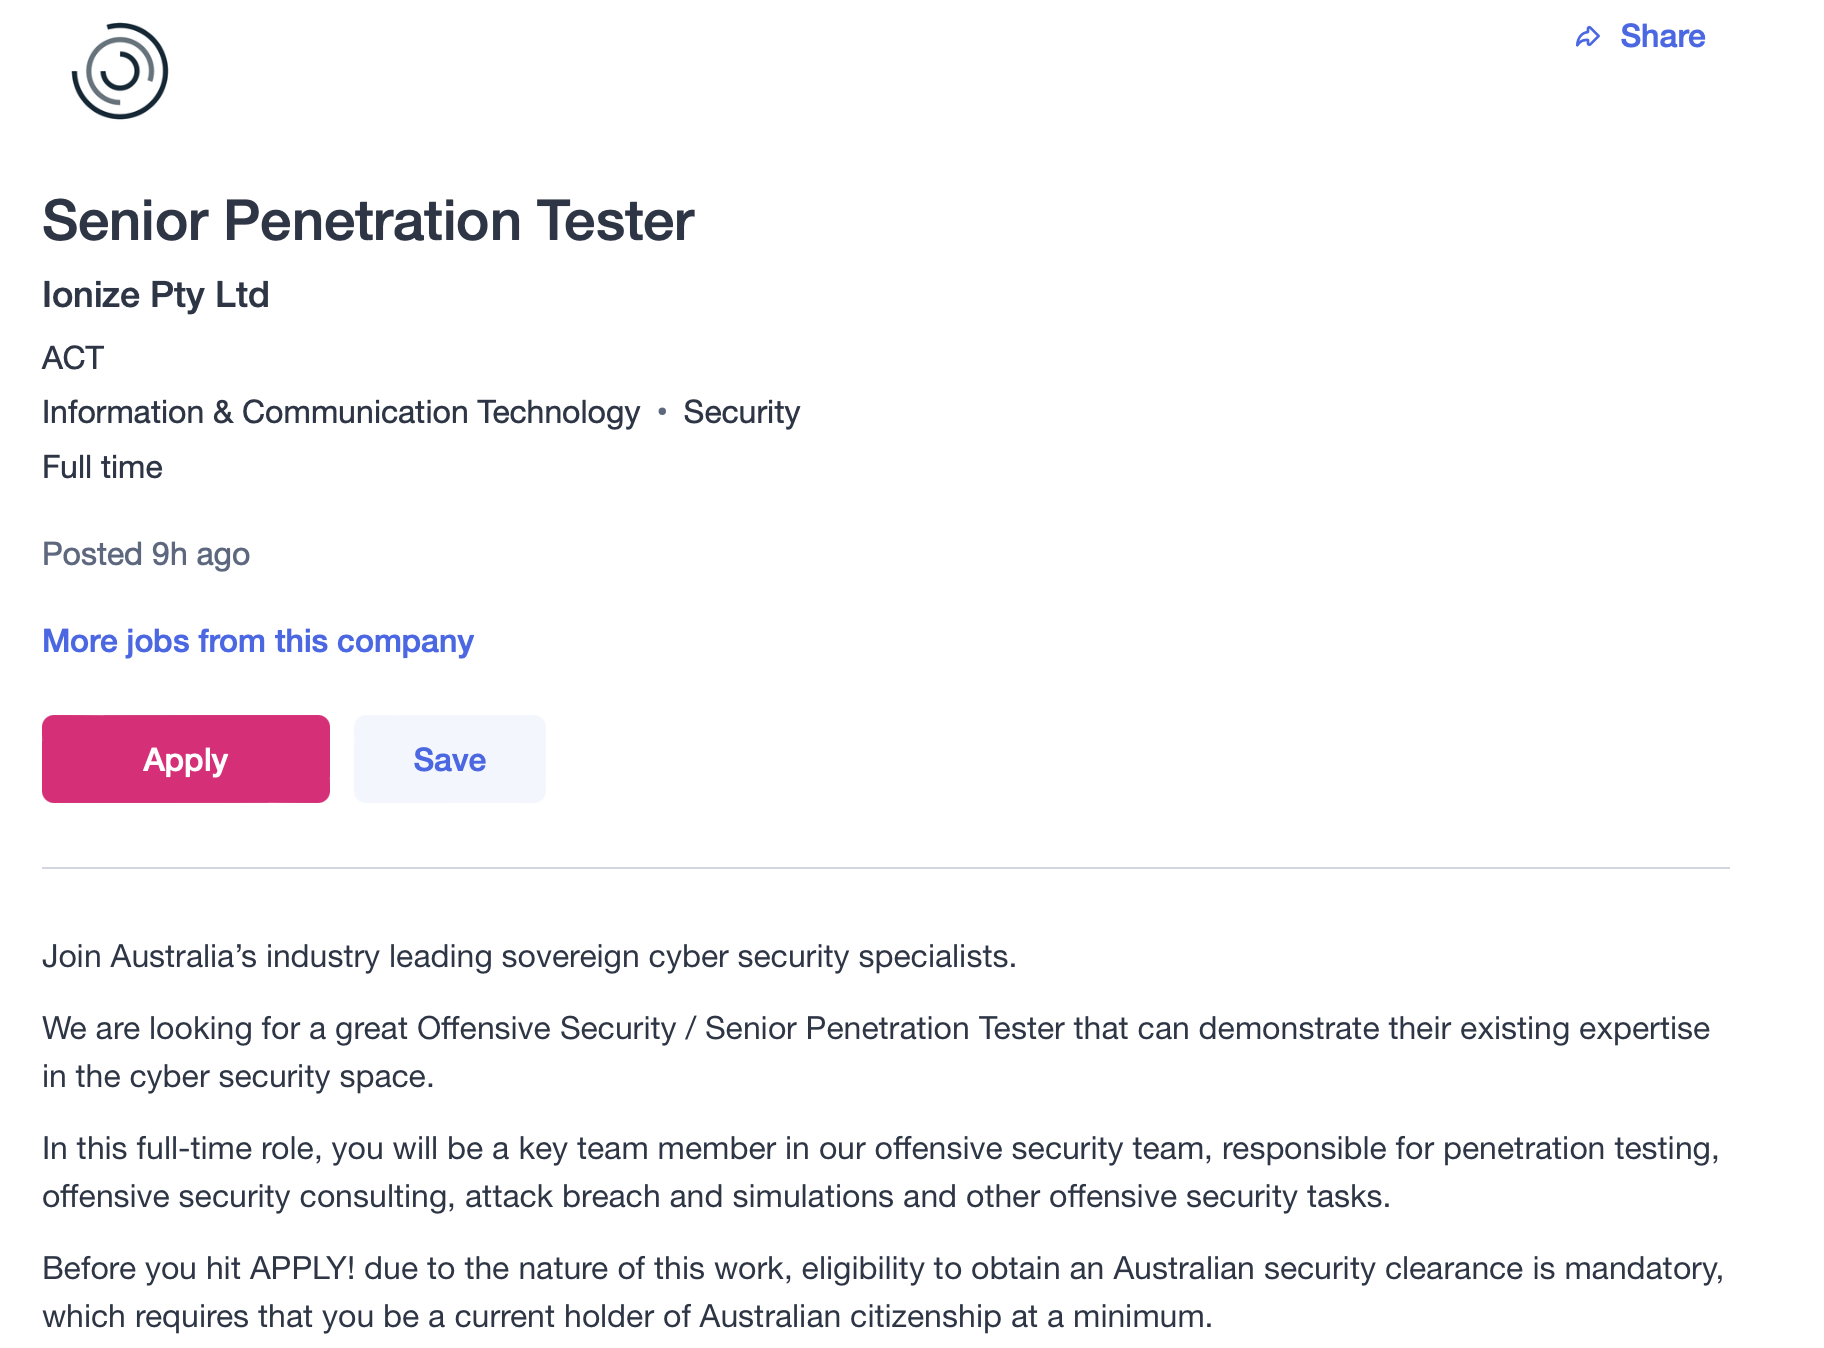 Share
Senior Penetration Tester
Ionize Pty Ltd
ACT
Information & Communication Technology • Security
Full time
Posted 9h ago
More jobs from this company
Apply
Save
Join Australia’s industry leading sovereign cyber security specialists.
We are looking for a great Offensive Security / Senior Penetration Tester that can demonstrate their existing expertise
in the cyber security space.
In this full-time role, you will be a key team member in our offensive security team, responsible for penetration testing,
offensive security consulting, attack breach and simulations and other offensive security tasks.
Before you hit APPLY! due to the nature of this work, eligibility to obtain an Australian security clearance is mandatory,
which requires that you be a current holder of Australian citizenship at a minimum.